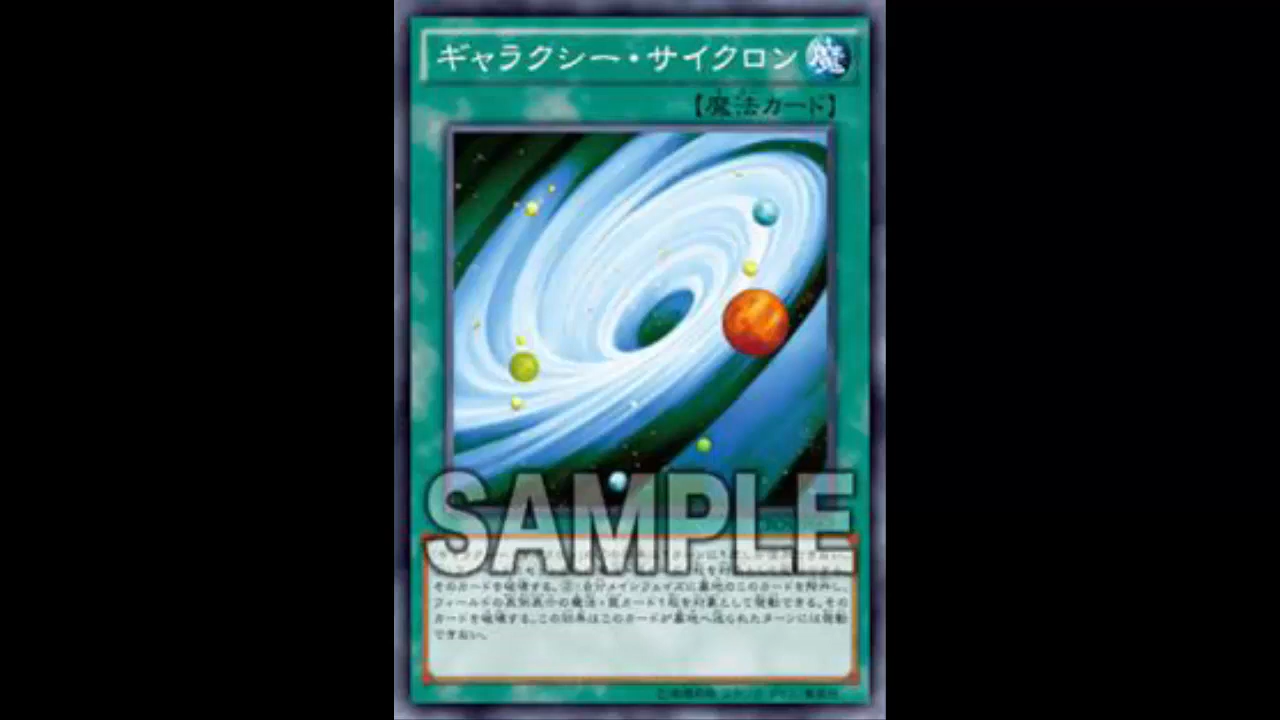 ギャラクシー・サイクロン
魔
【魔法カード】
SAMPLE
そのカードを破壊する。②:自分メインフェイズに墓地のこのカードを除外し、
フィールドの表側表示の魔法・罠カード1枚を対象として発動できる。その
カードを破壊する。この効果はこのカードが墓地へ送られたターンには発動
できない。